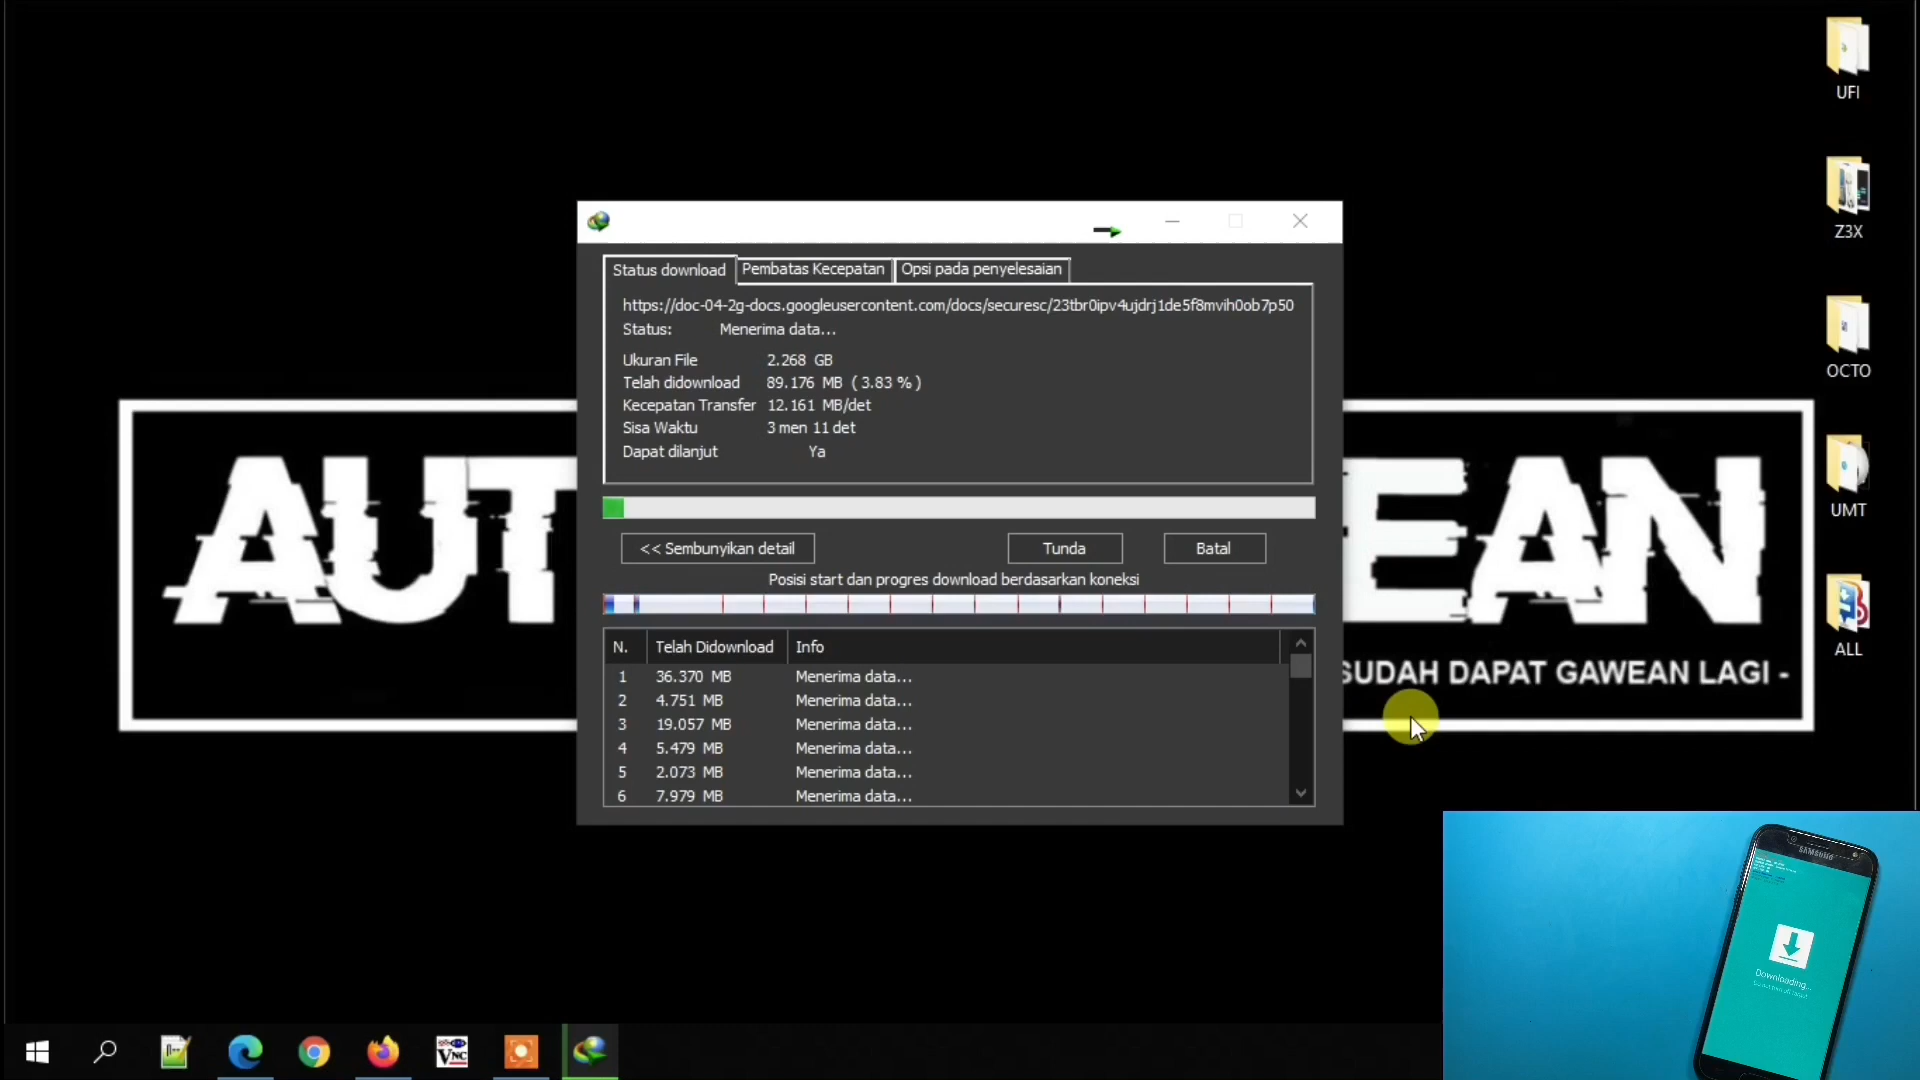 UFI
Z3X
OCTO
UMT
ALL
Status download
Pembatas Kecepatan
Opsi pada penyelesaian
https://doc-04-2g-docs.googleusercontent.com/docs/securesc/23tbr0ipv4ujdrj1de5f8mvih0ob7p50
Status: Menerima data...
Ukuran File 2.268 GB
Telah didownload 89.176 MB ( 3.83 % )
Kecepatan Transfer 12.161 MB/det
Sisa Waktu 3 men 11 det
Dapat dilanjut Ya
<< Sembunyikan detail
Tunda
Batal
Posisi start dan progres download berdasarkan koneksi
N. Telah Didownload Info
1 36.370 MB Menerima data...
2 4.751 MB Menerima data...
3 19.057 MB Menerima data...
4 5.479 MB Menerima data...
5 2.073 MB Menerima data...
6 7.979 MB Menerima data...
AUT
EAN
SUDAH DAPAT GAWEAN LAGI -
SAMSUNG
Downloading...
VNC